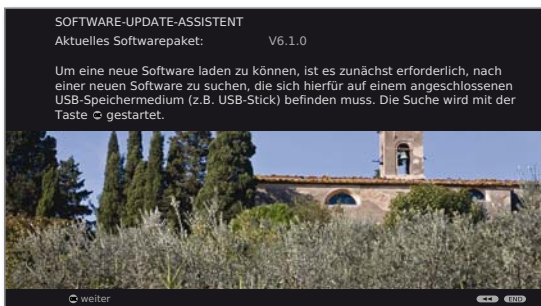 SOFTWARE-UPDATE-ASSISTENT
Aktuelles Softwarepaket: V6.1.0
Um eine neue Software laden zu können, ist es zunächst erforderlich, nach
einer neuen Software zu suchen, die sich hierfür auf einem angeschlossenen
USB-Speichermedium (z.B. USB-Stick) befinden muss. Die Suche wird mit der
Taste gestartet.
weiter END